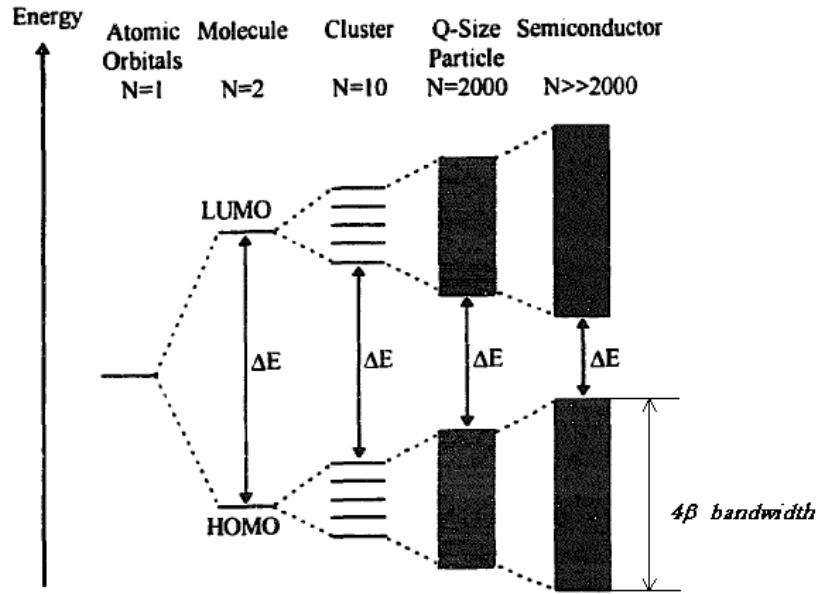 Energy
Atomic Orbitals N=1
Molecule N=2
Cluster N=10
Q-Size Particle N=2000
Semiconductor N>>2000
LUMO
ΔE
ΔE
ΔE
ΔE
HOMO
4β bandwidth